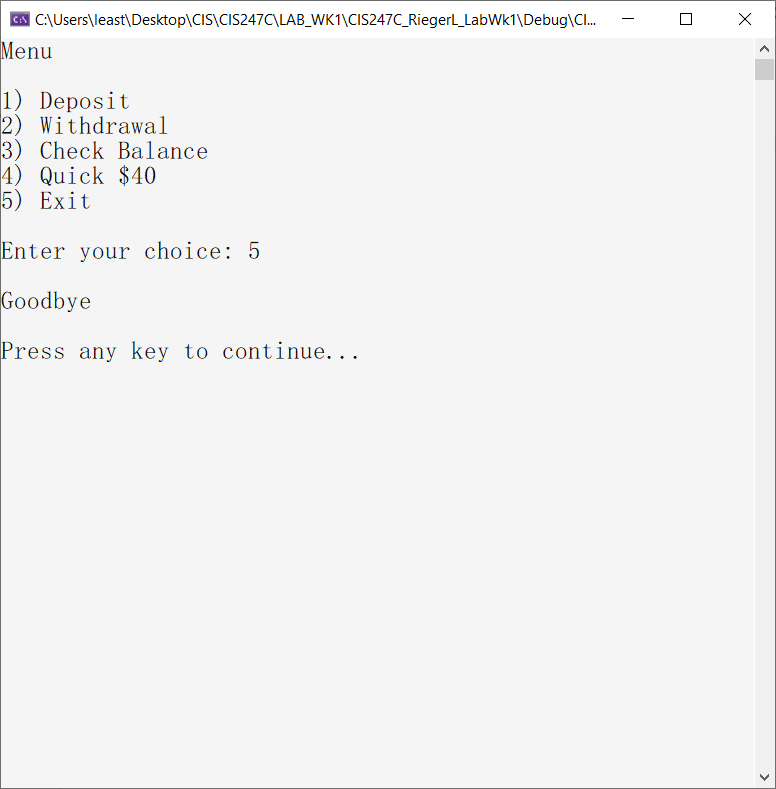 C:\Users\least\Desktop\CIS\CIS247C\LAB_WK1\CIS247C_RiegerL_LabWk1\Debug\CI...
Menu
1) Deposit
2) Withdrawal
3) Check Balance
4) Quick $40
5) Exit
Enter your choice: 5
Goodbye
Press any key to continue...